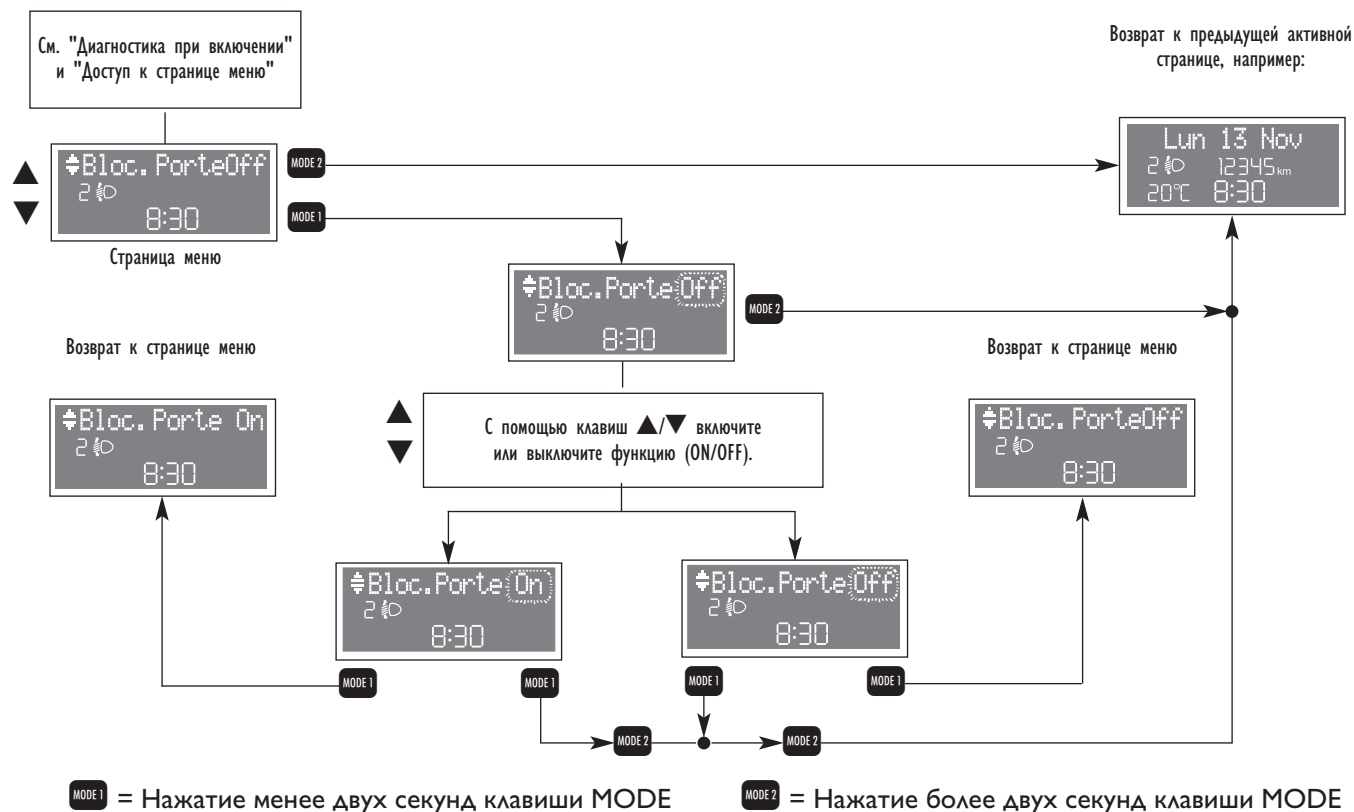 См. "Диагностика при включении"
и "Доступ к странице меню"
Возврат к предыдущей активной
странице, например:
Bloc. PorteOff
2
8:30
MODE 2
MODE 1
Страница меню
Lun 13 Nov
2 12345 km
20°C 8:30
Bloc.Porte Off
2
8:30
MODE 2
Возврат к странице меню
Возврат к странице меню
Bloc. Porte On
2
8:30
С помощью клавиш ▲/▼ включите
или выключите функцию (ON/OFF).
Bloc. PorteOff
2
8:30
Bloc.Porte On
2
8:30
Bloc.Porte Off
2
8:30
MODE 1
MODE 1
MODE 1
MODE 1
MODE 2
MODE 2
MODE 1 = Нажатие менее двух секунд клавиши MODE
MODE 2 = Нажатие более двух секунд клавиши MODE